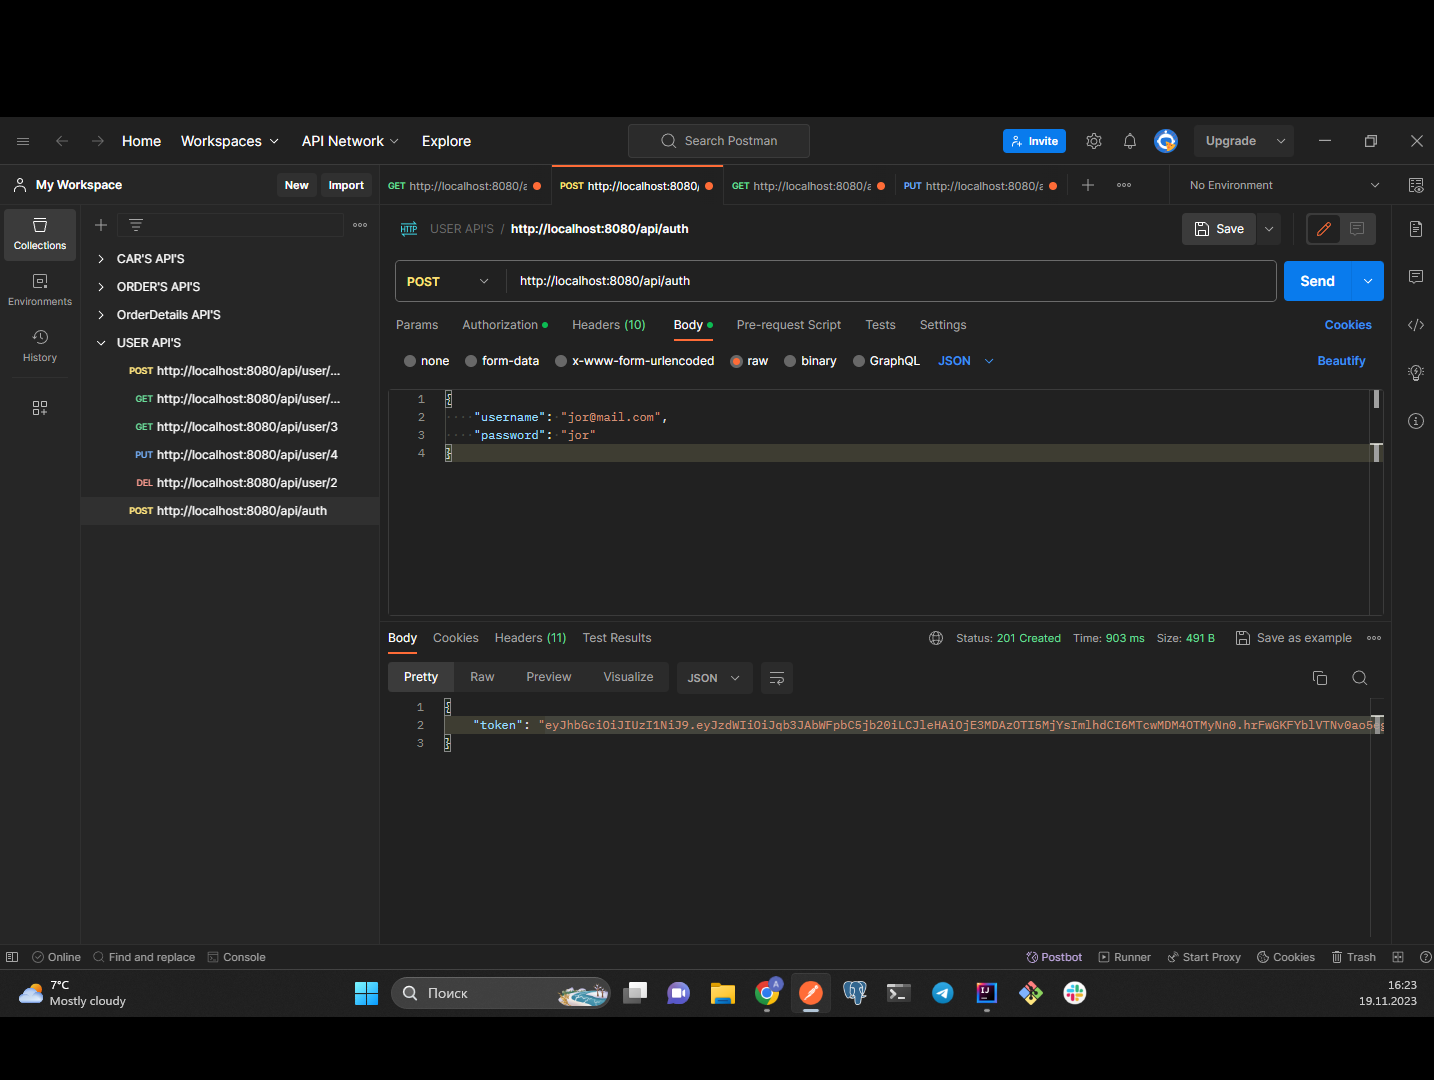 Home Workspaces API Network Explore Search Postman Invite Upgrade
My Workspace New Import GET http://localhost:8080/a POST http://localhost:8080/ GET http://localhost:8080/a PUT http://localhost:8080/a No Environment
Collections
Environments
History
CAR'S API'S
ORDER'S API'S
OrderDetails API'S
USER API'S
POST http://localhost:8080/api/user/...
GET http://localhost:8080/api/user/...
GET http://localhost:8080/api/user/3
PUT http://localhost:8080/api/user/4
DEL http://localhost:8080/api/user/2
POST http://localhost:8080/api/auth
HTTP USER API'S / http://localhost:8080/api/auth Save
POST http://localhost:8080/api/auth Send
Params Authorization Headers (10) Body Pre-request Script Tests Settings Cookies
none form-data x-www-form-urlencoded raw binary GraphQL JSON Beautify
1 {
2 "username": "jor@mail.com",
3 "password": "jor"
4 }
Body Cookies Headers (11) Test Results Status: 201 Created Time: 903 ms Size: 491 B Save as example
Pretty Raw Preview Visualize JSON
1 {
2 "token": "eyJhbGciOiJIUzI1NiJ9.eyJzdWIiOiJqb3JAbWFpbC5jb20iLCJleHAiOjE3MDAzOTI5MjYsImlhdCI6MTcwMDM4OTMyNn0.hrFwGKFYblVTNv0ao5
3 }
Online Find and replace Console Postbot Runner Start Proxy Cookies Trash
7°C
Mostly cloudy
Поиск
16:23
19.11.2023